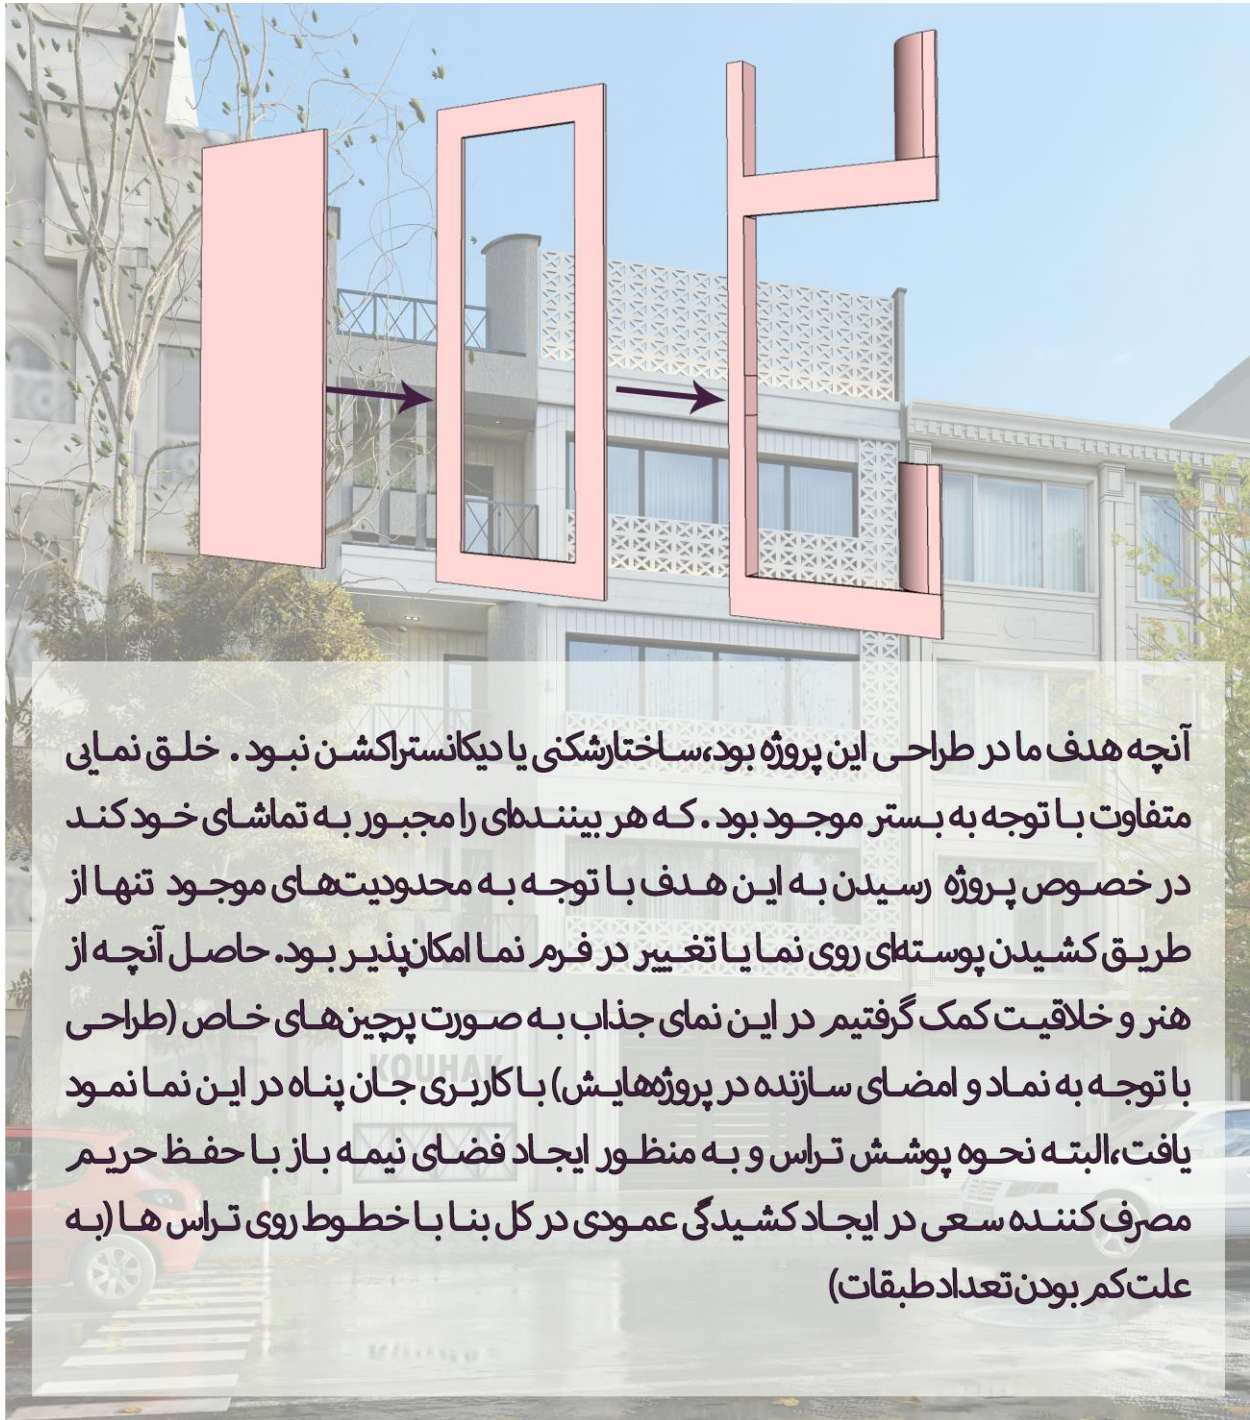 آنچه هدف ما در طراحی این پروژه بود،ساختارشکنی یا دیکانستراکشن نبود . خلق نمایی
متفاوت با توجه به بستر موجود بود . که هر بیننده‌ای را مجبور به تماشای خود کند
در خصوص پروژه رسیدن به این هدف با توجه به محدودیت‌های موجود تنها از
طریق کشیدن پوسته‌ای روی نما یا تغییر در فرم نما امکان‌پذیر بود. حاصل آنچه از
هنر و خلاقیت کمک گرفتیم در این نمای جذاب به صورت پرچین‌های خاص (طراحی
با توجه به نماد و امضای سازنده در پروژه‌هایش) با کاربری جان پناه در این نما نمود
یافت،البته نحوه پوشش تراس و به منظور ایجاد فضای نیمه باز با حفظ حریم
مصرف کننده سعی در ایجاد کشیدگی عمودی در کل بنا با خطوط روی تراس ها (به
علت کم بودن تعداد طبقات)
KOUHAK